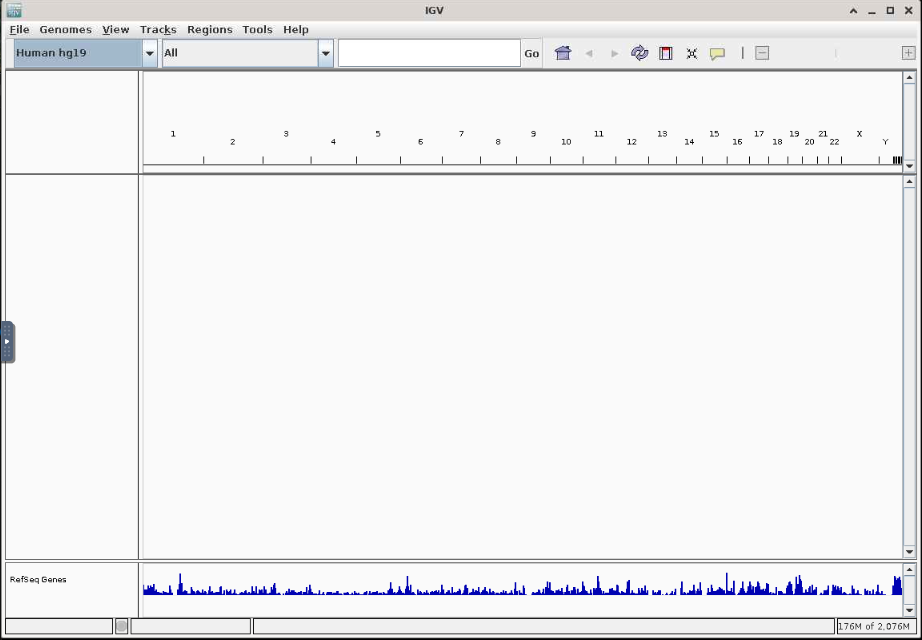 IGV
File Genomes View Tracks Regions Tools Help
Human hg19 All Go
1 2 3 4 5 6 7 8 9 10 11 12 13 14 15 16 17 18 19 20 21 22 X Y
RefSeq Genes
176M of 2,076M